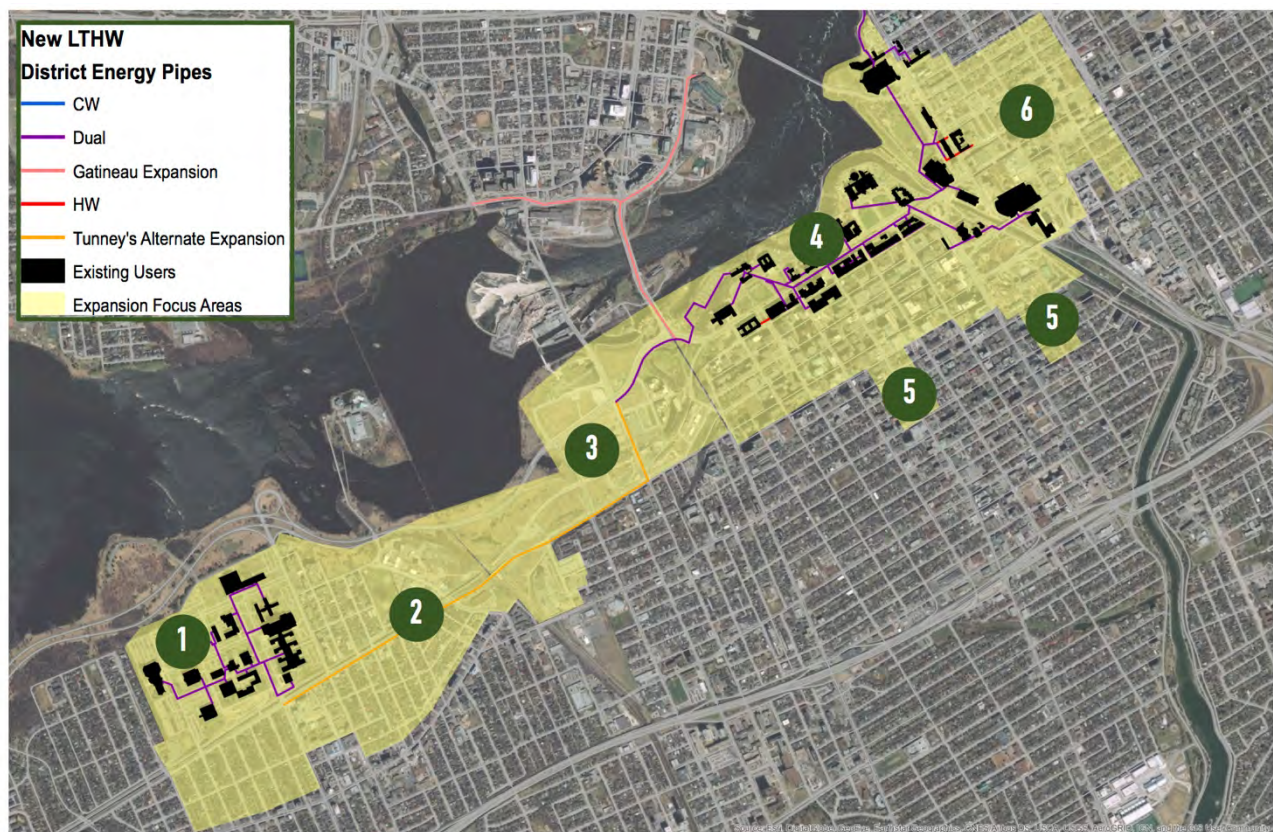 New LTHW
District Energy Pipes
CW
Dual
Gatineau Expansion
HW
Tunney's Alternate Expansion
Existing Users
Expansion Focus Areas
6
4
5
5
3
2
1